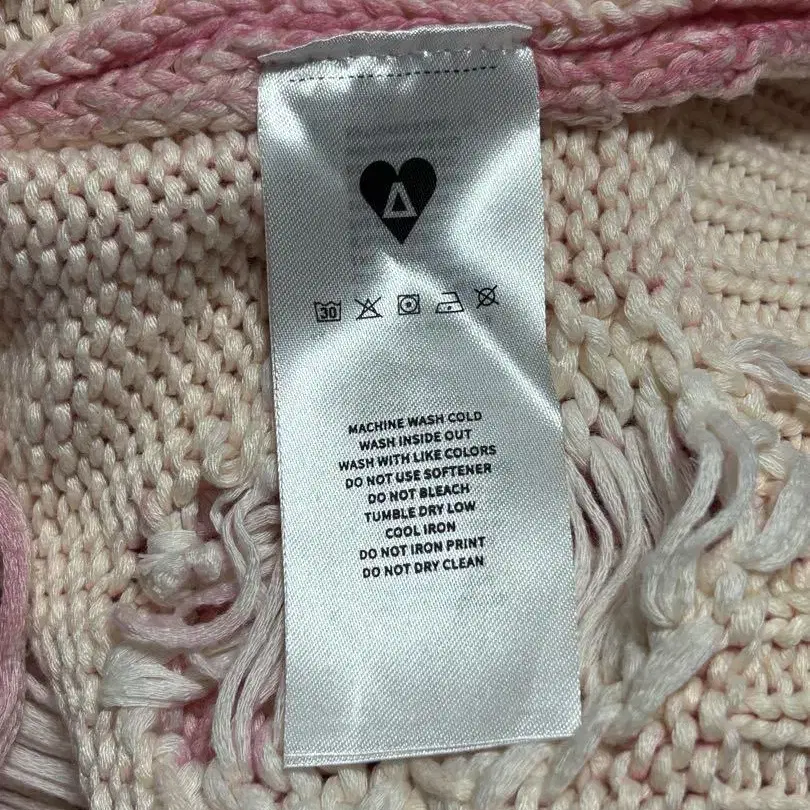 30
MACHINE WASH COLD
WASH INSIDE OUT
WASH WITH LIKE COLORS
DO NOT USE SOFTENER
DO NOT BLEACH
TUMBLE DRY LOW
COOL IRON
DO NOT IRON PRINT
DO NOT DRY CLEAN